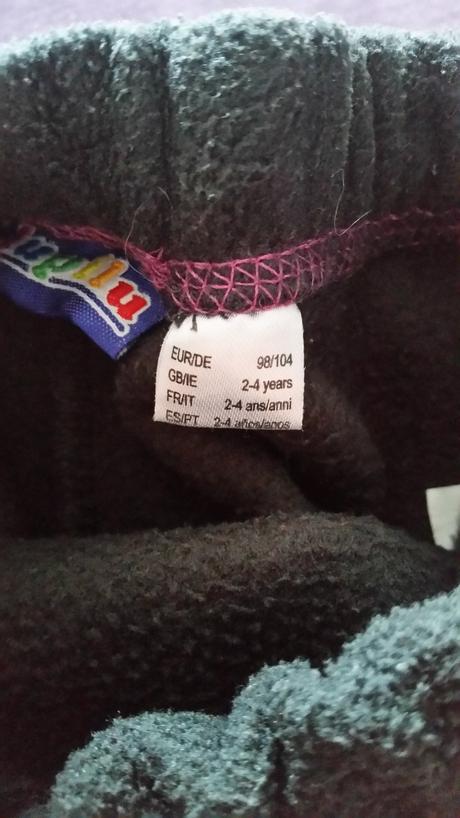 lupilu
EUR/DE 98/104
GB/IE 2-4 years
FR/IT 2-4 ans/anni
ES/PT 2-4 años/anos